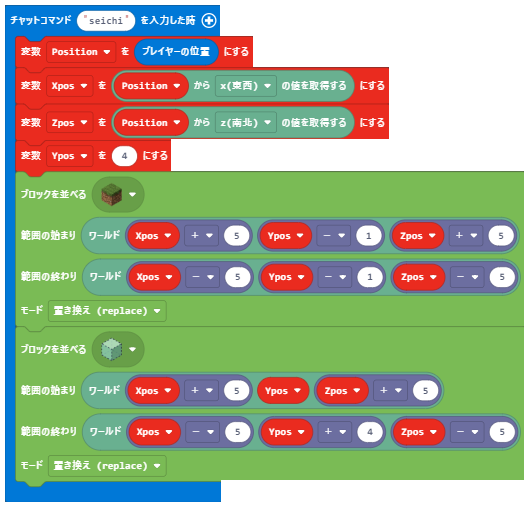 チャットコマンド "seichi" を入力した時
変数 Position を プレイヤーの位置 にする
変数 Xpos を Position から x(東西) の値を取得する にする
変数 Zpos を Position から z(南北) の値を取得する にする
変数 Ypos を 4 にする
ブロックを並べる
範囲の始まり ワールド Xpos + 5 Ypos - 1 Zpos + 5
範囲の終わり ワールド Xpos - 5 Ypos - 1 Zpos - 5
モード 置き換え (replace)
ブロックを並べる
範囲の始まり ワールド Xpos + 5 Ypos Zpos + 5
範囲の終わり ワールド Xpos - 5 Ypos + 4 Zpos - 5
モード 置き換え (replace)